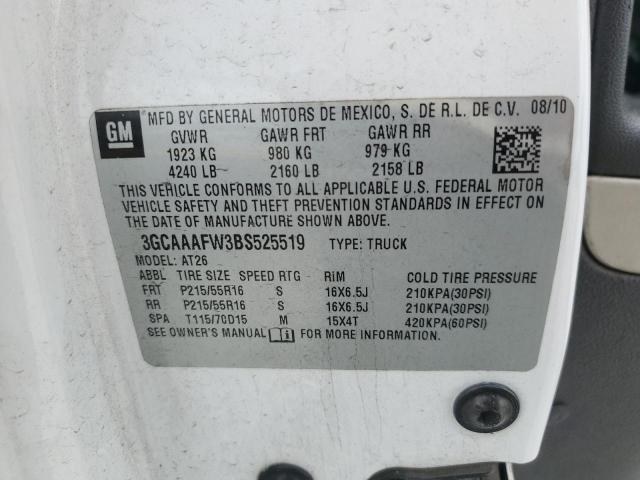 GM
MFD BY GENERAL MOTORS DE MEXICO, S. DE R.L. DE C.V. 08/10
GVWR GAWR FRT GAWR RR
1923 KG 980 KG 979 KG
4240 LB 2160 LB 2158 LB
THIS VEHICLE CONFORMS TO ALL APPLICABLE U.S. FEDERAL MOTOR
VEHICLE SAFETY AND THEFT PREVENTION STANDARDS IN EFFECT ON
THE DATE OF MANUFACTURE SHOWN ABOVE.
3GCAAAFW3BS525519 TYPE: TRUCK
MODEL: AT26
ABBL TIRE SIZE SPEED RTG RIM COLD TIRE PRESSURE
FRT P215/55R16 S 16X6.5J 210KPA(30PSI)
RR P215/55R16 S 16X6.5J 210KPA(30PSI)
SPA T115/70D15 M 15X4T 420KPA(60PSI)
SEE OWNER'S MANUAL FOR MORE INFORMATION.